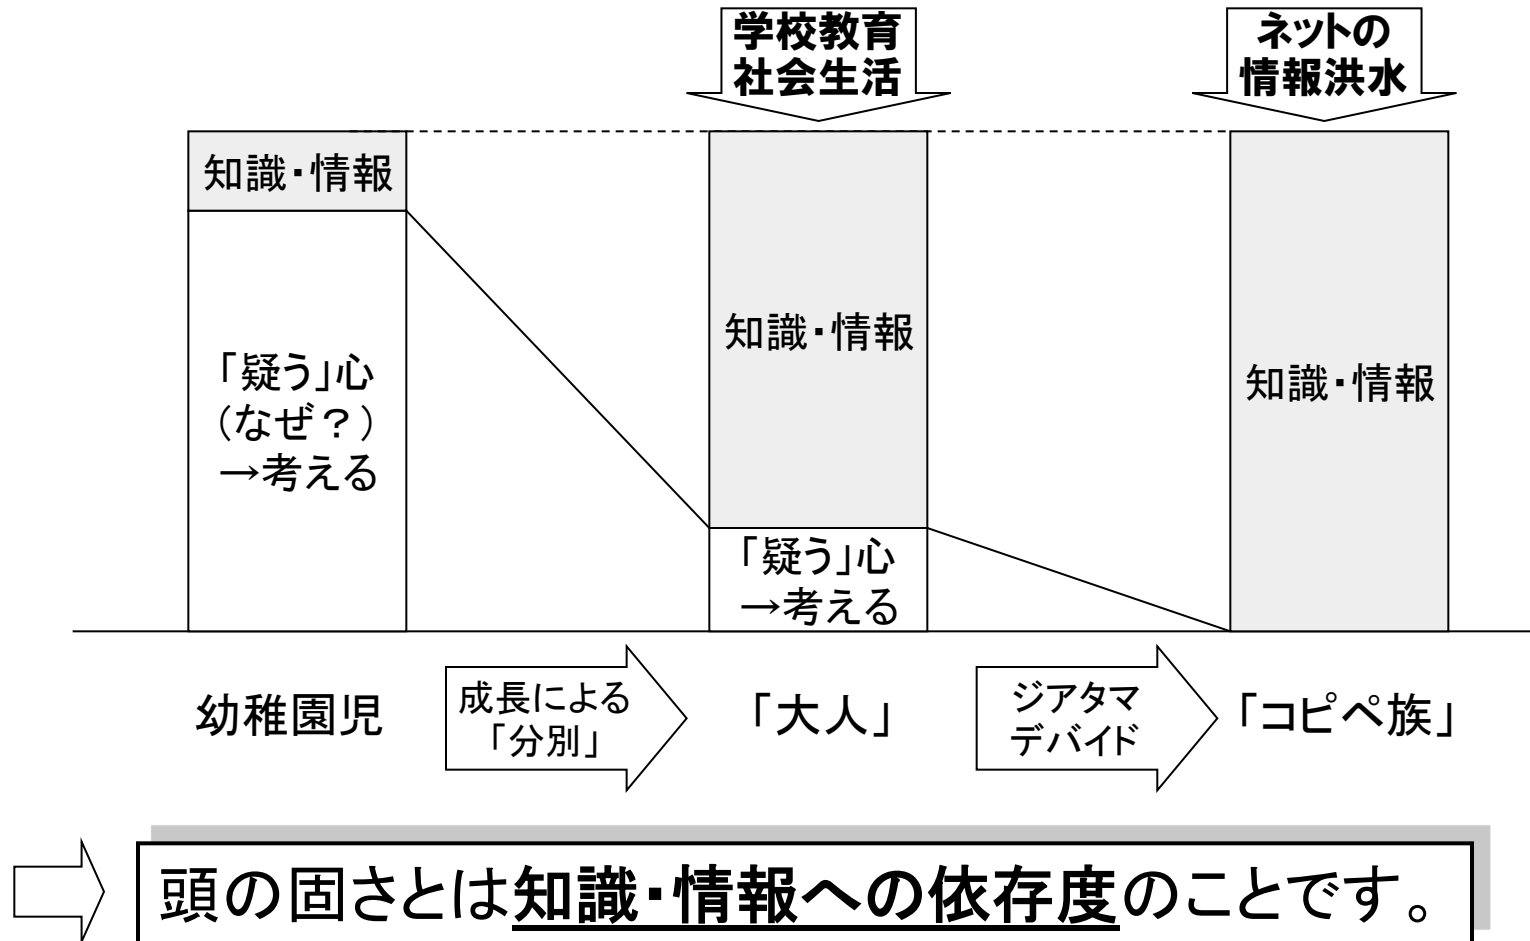 学校教育
社会生活
ネットの
情報洪水
知識・情報
「疑う」心
(なぜ？)
→考える
知識・情報
「疑う」心
→考える
知識・情報
幼稚園児
成長による
「分別」
「大人」
ジアタマ
デバイド
「コピペ族」
頭の固さとは知識・情報への依存度のことです。